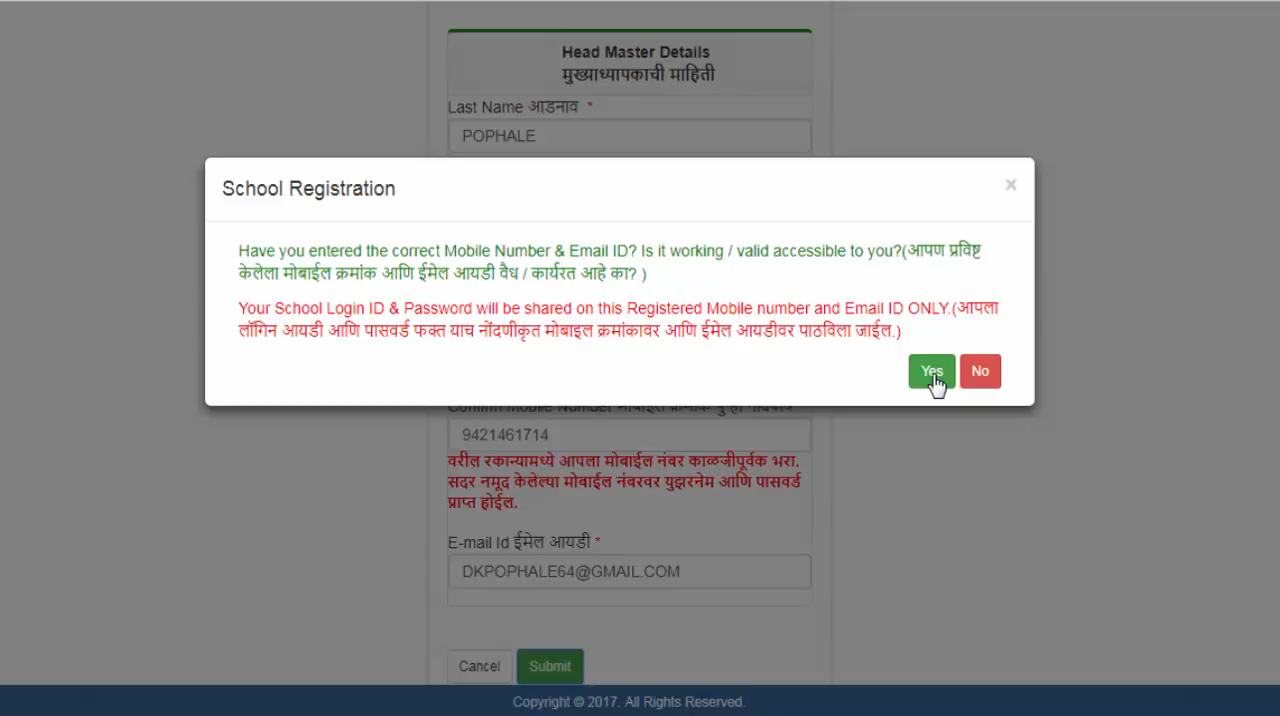 Head Master Details
मुख्याध्यापकाची माहिती
Last Name आडनाव *
POPHALE
School Registration
×
Have you entered the correct Mobile Number & Email ID? Is it working / valid accessible to you?(आपण प्रविष्ट
केलेला मोबाईल क्रमांक आणि ईमेल आयडी वैध / कार्यरत आहे का? )
Your School Login ID & Password will be shared on this Registered Mobile number and Email ID ONLY.(आपला
लॉगिन आयडी आणि पासवर्ड फक्त याच नोंदणीकृत मोबाइल क्रमांकावर आणि ईमेल आयडीवर पाठविला जाईल.)
Yes No
Confirm Mobile Number मोबाईल क्रमांक
9421461714
वरील रकान्यामध्ये आपला मोबाईल नंबर काळजीपूर्वक भरा.
सदर नमूद केलेल्या मोबाईल नंबरवर युझरनेम आणि पासवर्ड
प्राप्त होईल.
E-mail Id ईमेल आयडी *
DKPOPHALE64@GMAIL.COM
Cancel Submit
Copyright © 2017. All Rights Reserved.